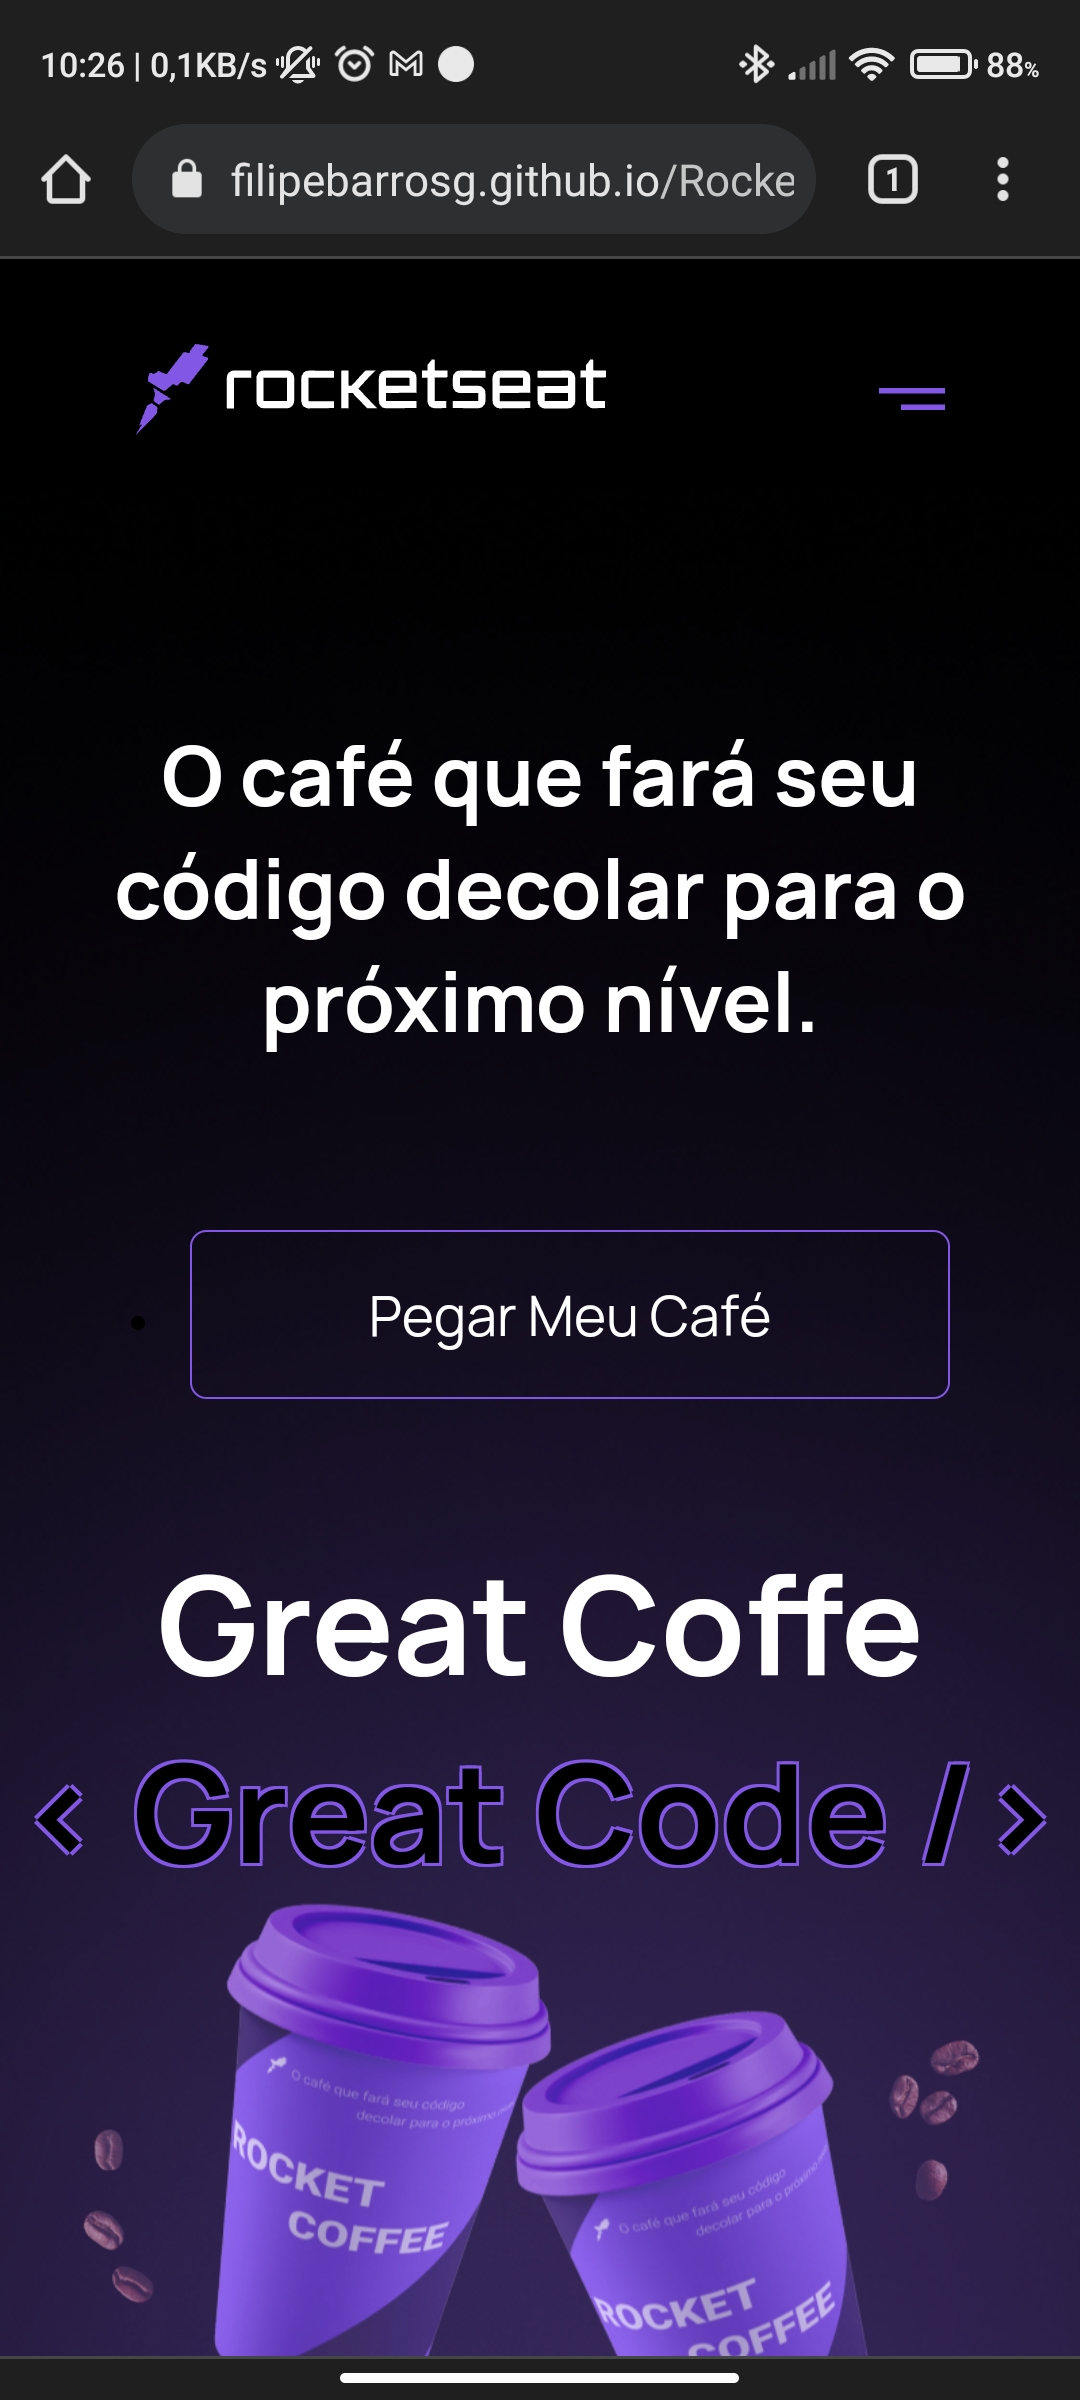 10:26 | 0,1KB/s
88%
filipebarrosg.github.io/Rocke
1
rocketseat
O café que fará seu
código decolar para o
próximo nível.
Pegar Meu Café
Great Coffe
< Great Code />
O café que fará seu código
decolar para o próximo
ROCKET
COFFEE
O café que fará seu código
decolar para o próximo
ROCKET
COFFEE